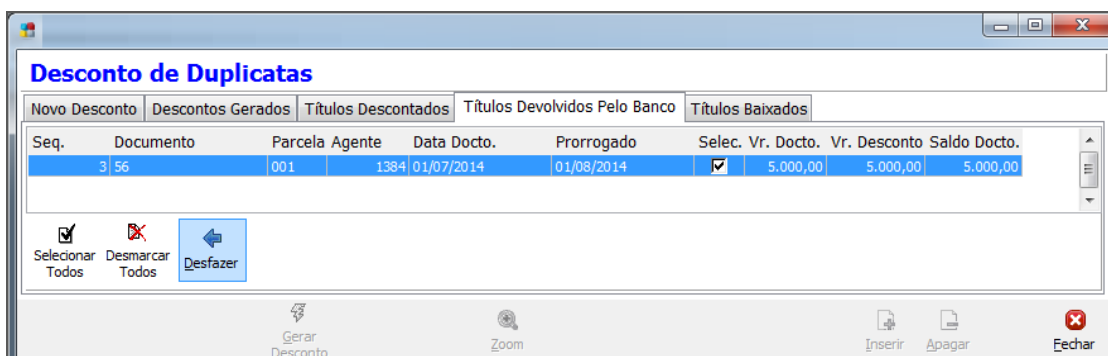 Desconto de Duplicatas
Novo Desconto Descontos Gerados Títulos Descontados Títulos Devolvidos Pelo Banco Títulos Baixados
Seq. Documento Parcela Agente Data Docto. Prorrogado Selec. Vr. Docto. Vr. Desconto Saldo Docto.
3 56 001 1384 01/07/2014 01/08/2014 5.000,00 5.000,00 5.000,00
Selecionar Todos Desmarcar Todos Desfazer
Gerar Desconto Zoom Inserir Apagar Fechar